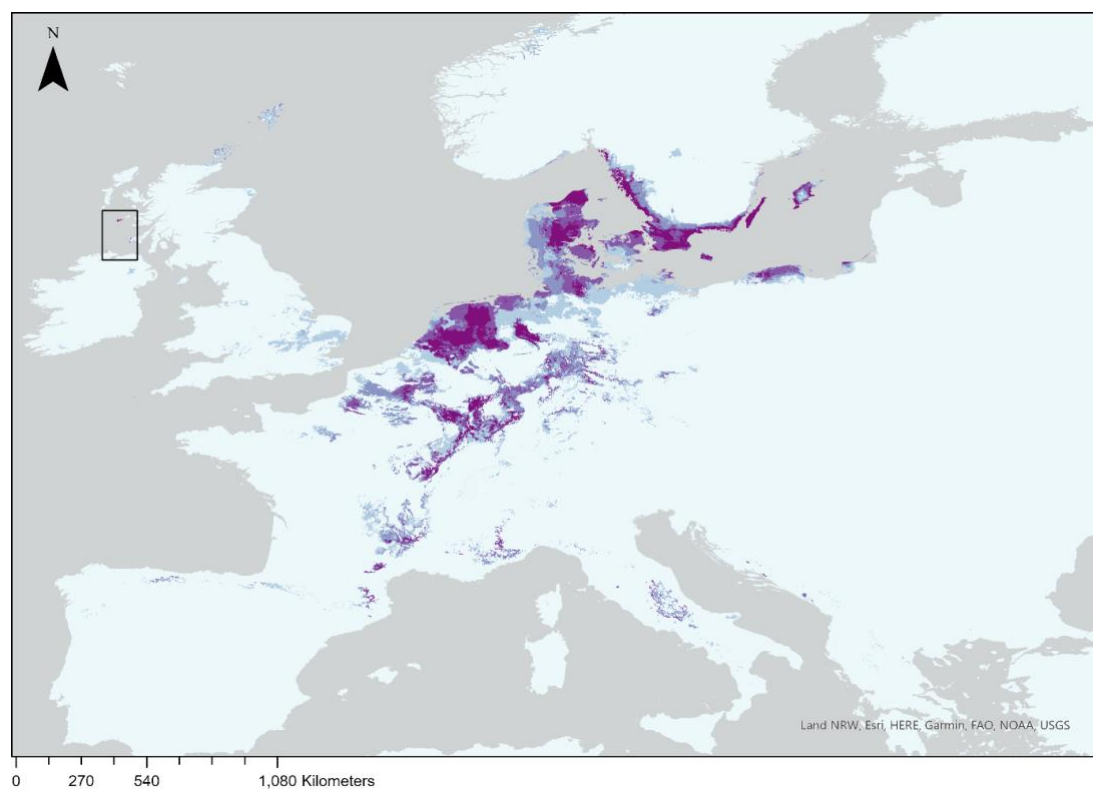 N
Land NRW, Esri, HERE, Garmin, FAO, NOAA, USGS
0 270 540 1,080 Kilometers